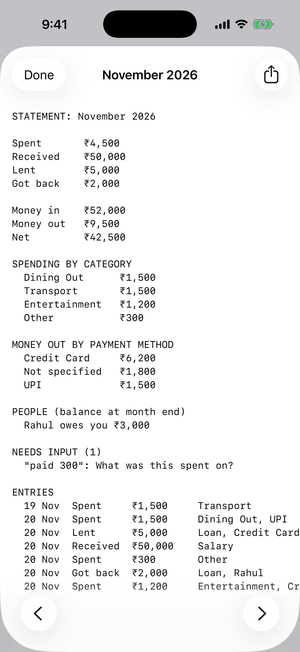 9:41
Done
November 2026
STATEMENT: November 2026
Spent ₹4,500
Received ₹50,000
Lent ₹5,000
Got back ₹2,000
Money in ₹52,000
Money out ₹9,500
Net ₹42,500
SPENDING BY CATEGORY
Dining Out ₹1,500
Transport ₹1,500
Entertainment ₹1,200
Other ₹300
MONEY OUT BY PAYMENT METHOD
Credit Card ₹6,200
Not specified ₹1,800
UPI ₹1,500
PEOPLE (balance at month end)
Rahul owes you ₹3,000
NEEDS INPUT (1)
"paid 300": What was this spent on?
ENTRIES
19 Nov Spent ₹1,500 Transport
20 Nov Spent ₹1,500 Dining Out, UPI
20 Nov Lent ₹5,000 Loan, Credit Card
20 Nov Received ₹50,000 Salary
20 Nov Spent ₹300 Other
20 Nov Got back ₹2,000 Loan, Rahul
20 Nov Spent ₹1,200 Entertainment, Cr